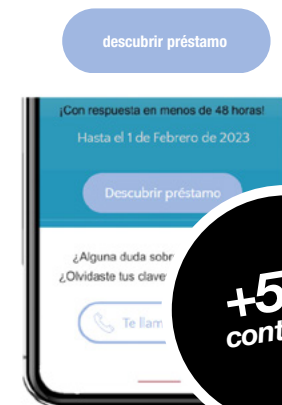 descubrir préstamo
¡Con respuesta en menos de 48 horas!
Hasta el 1 de Febrero de 2023
Descubrir préstamo
¿Alguna duda sobr
¿Olvidaste tus clave
Te llam
+5
cont